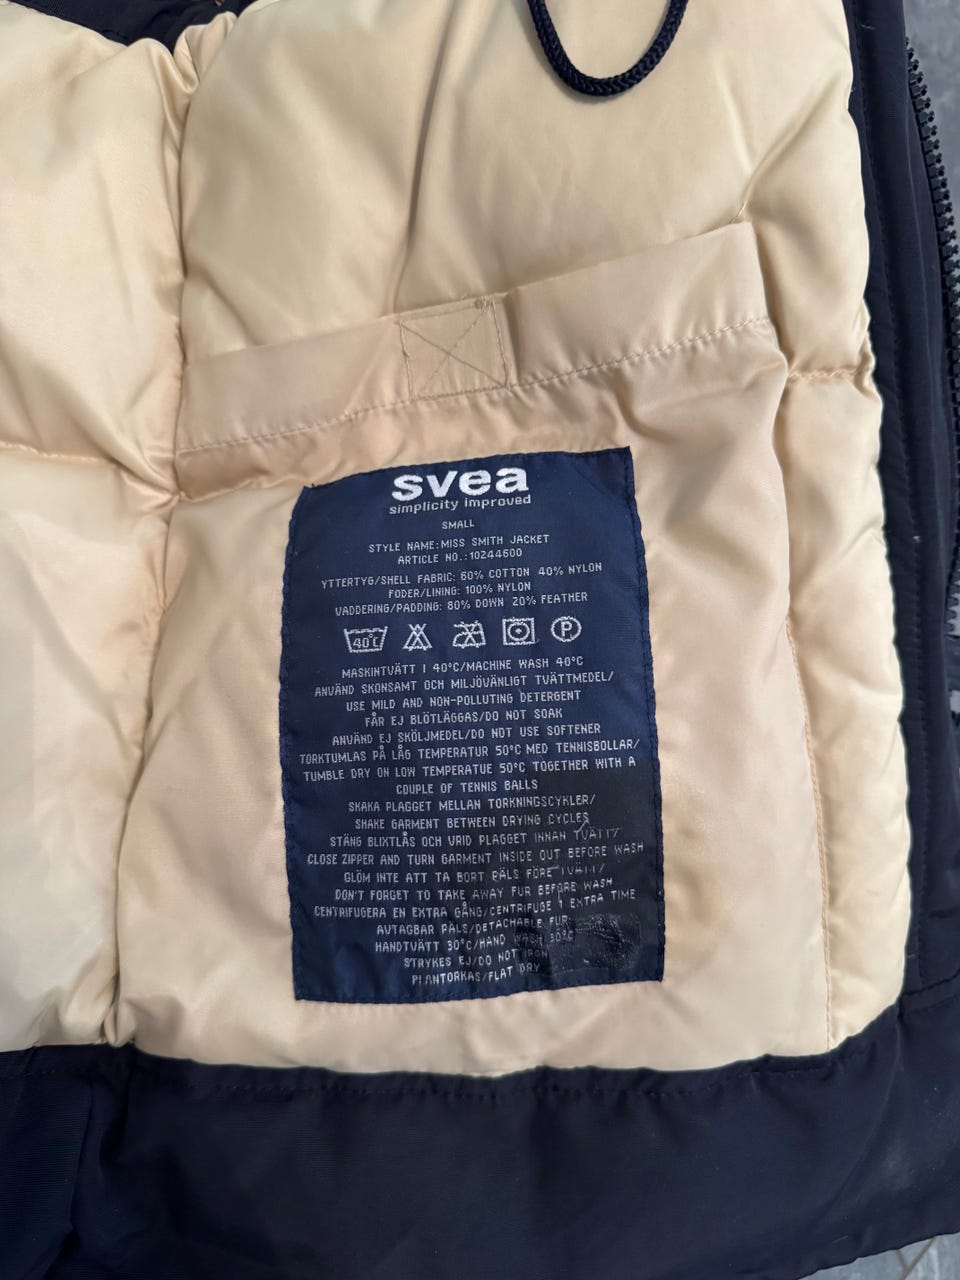 svea
simplicity improved
SMALL
STYLE NAME:MISS SMITH JACKET
ARTICLE NO.:10244600
YTTERTYG/SHELL FABRIC: 60% COTTON 40% NYLON
FODER/LINING: 100% NYLON
VADDERING/PADDING: 80% DOWN 20% FEATHER
40°C P
MASKINTVÄTT I 40°C/MACHINE WASH 40°C
ANVÄND SKONSAMT OCH MILJÖVÄNLIGT TVÄTTMEDEL/
USE MILD AND NON-POLLUTING DETERGENT
FÅR EJ BLÖTLÄGGAS/DO NOT SOAK
ANVÄND EJ SKÖLJMEDEL/DO NOT USE SOFTENER
TORKTUMLAS PÅ LÅG TEMPERATUR 50°C MED TENNISBOLLAR/
TUMBLE DRY ON LOW TEMPERATUE 50°C TOGETHER WITH A
COUPLE OF TENNIS BALLS
SKAKA PLAGGET MELLAN TORKNINGSCYKLER/
SHAKE GARMENT BETWEEN DRYING CYCLES
STÄNG BLIXTLÅS OCH VRID PLAGGET INNAN TVÄTT/
CLOSE ZIPPER AND TURN GARMENT INSIDE OUT BEFORE WASH
GLÖM INTE ATT TA BORT PÄLS FÖRE TVÄTT/
DON'T FORGET TO TAKE AWAY FUR BEFORE WASH
CENTRIFUGERA EN EXTRA GÅNG/CENTRIFUGE 1 EXTRA TIME
AVTAGBAR PÄLS/DETACHABLE FUR:
HANDTVÄTT 30°C/HAND WASH 30°C
STRYKES EJ/DO NOT IRON
PLANTORKAS/FLAT DRY